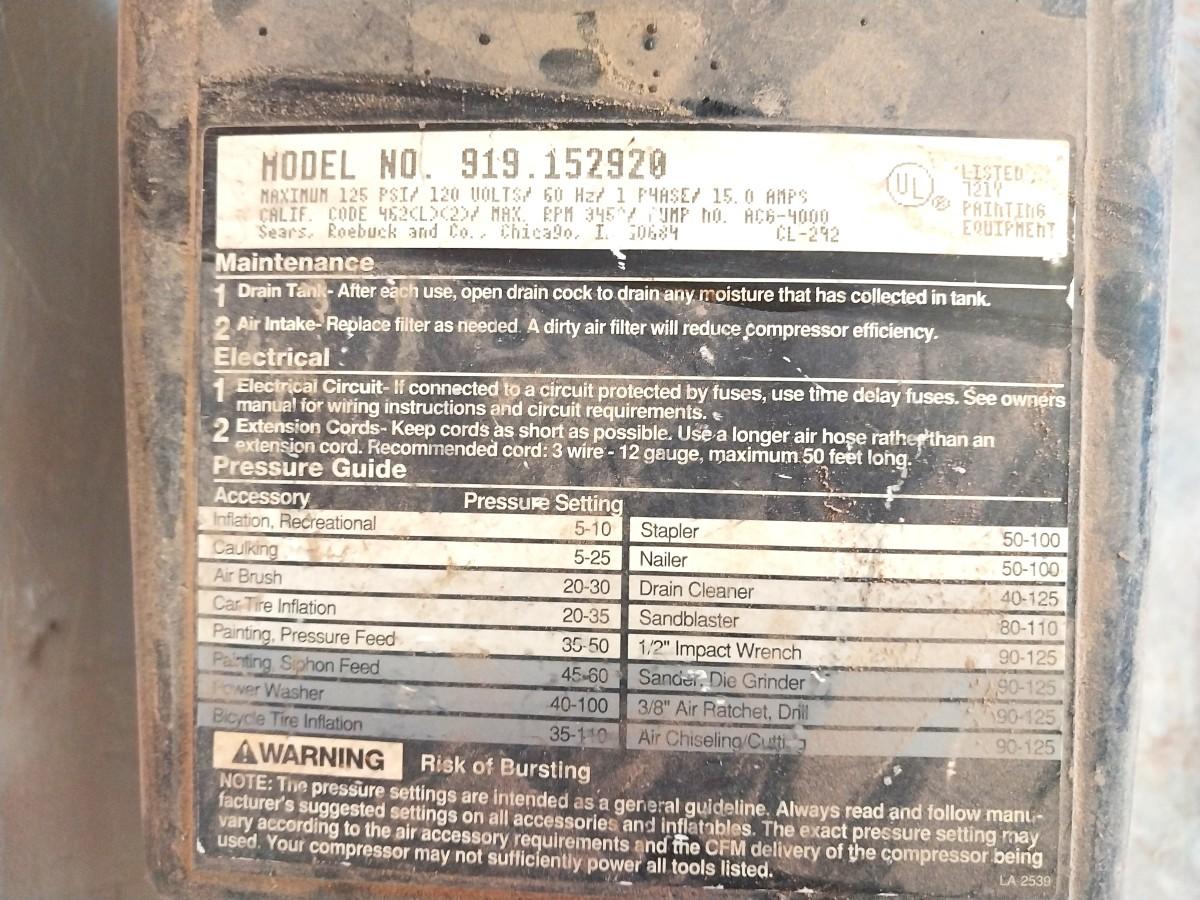 MODEL NO. 919.152920
MAXIMUM 125 PSI/ 120 VOLTS/ 60 Hz/ 1 PHASE/ 15.0 AMPS
CALIF. CODE 462(L)(2)/ MAX. RPM / PUMP NO. AC6-4000
Sears, Roebuck and Co., Chicago, CL-292
UL
®
LISTED
721Y
PAINTING
EQUIPMENT
Maintenance
1 Drain Tank- After each use, open drain cock to drain any moisture that has collected in tank.
2 Air Intake- Replace filter as needed. A dirty air filter will reduce compressor efficiency.
Electrical
1 Electrical Circuit- If connected to a circuit protected by fuses, use time delay fuses. See owners
manual for wiring instructions and circuit requirements.
2 Extension Cords- Keep cords as short as possible. Use a longer air hose rather than an
extension cord. Recommended cord: 3 wire - 12 gauge, maximum 50 feet long.
Pressure Guide
Accessory Pressure Setting
Inflation, Recreational 5-10
Caulking 5-25
Air Brush 20-30
Car Tire Inflation 20-35
Painting, Pressure Feed 35-50
Painting, Siphon Feed 45-60
Power Washer 40-100
Bicycle Tire Inflation 35-110
Stapler 50-100
Nailer 50-100
Drain Cleaner 40-125
Sandblaster 80-110
1/2" Impact Wrench 90-125
Sander, Die Grinder 90-125
3/8" Air Ratchet, Drill 90-125
Air Chiseling/Cutting 90-125
WARNING Risk of Bursting
NOTE: The pressure settings are intended as a general guideline. Always read and follow manu-
facturer's suggested settings on all accessories and inflatables. The exact pressure setting may
vary according to the air accessory requirements and the CFM delivery of the compressor being
used. Your compressor may not sufficiently power all tools listed.
LA-2539